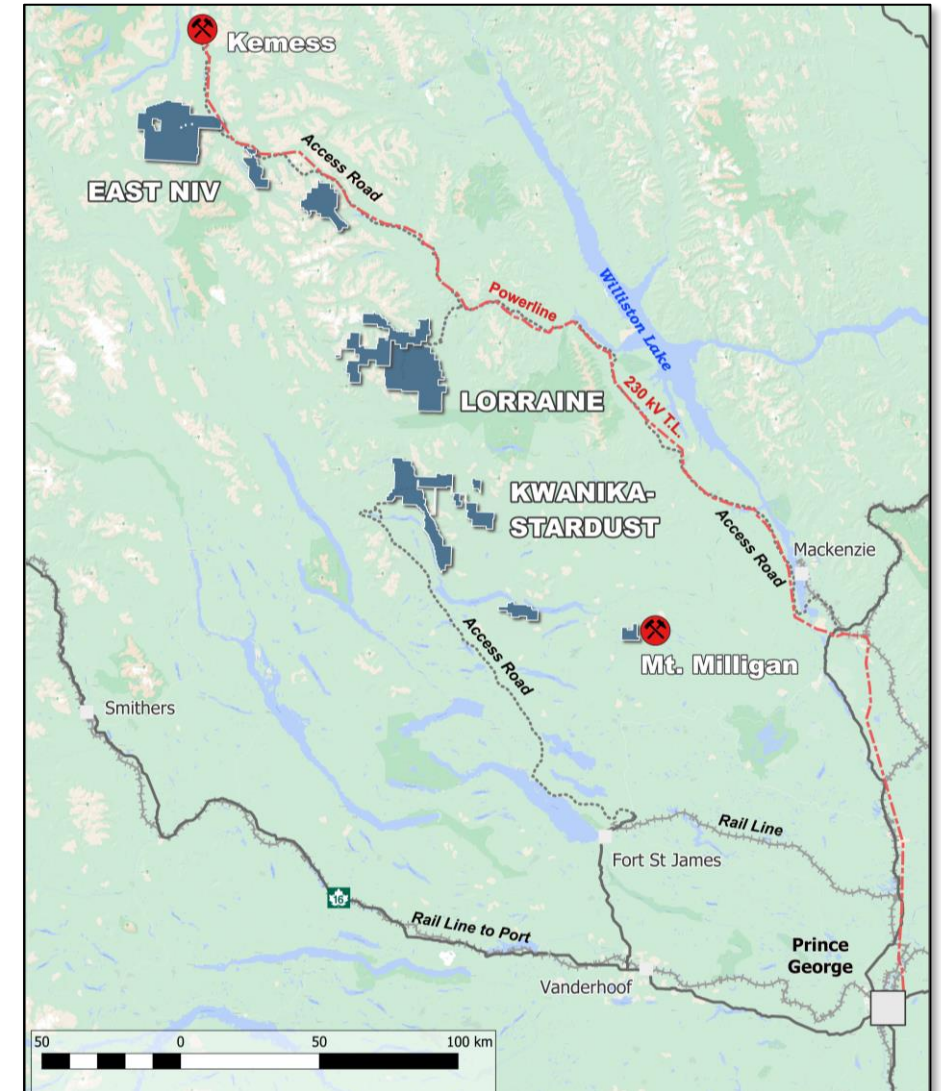 Kemess
Access Road
EAST NIV
Powerline
Williston Lake
230 kV T.L.
LORRAINE
KWANIKA-
STARDUST
Access Road
Mackenzie
Access Road
Mt. Milligan
Smithers
Rail Line
Fort St James
16
Rail Line to Port
Prince
George
Vanderhoof
50 0 50 100 km